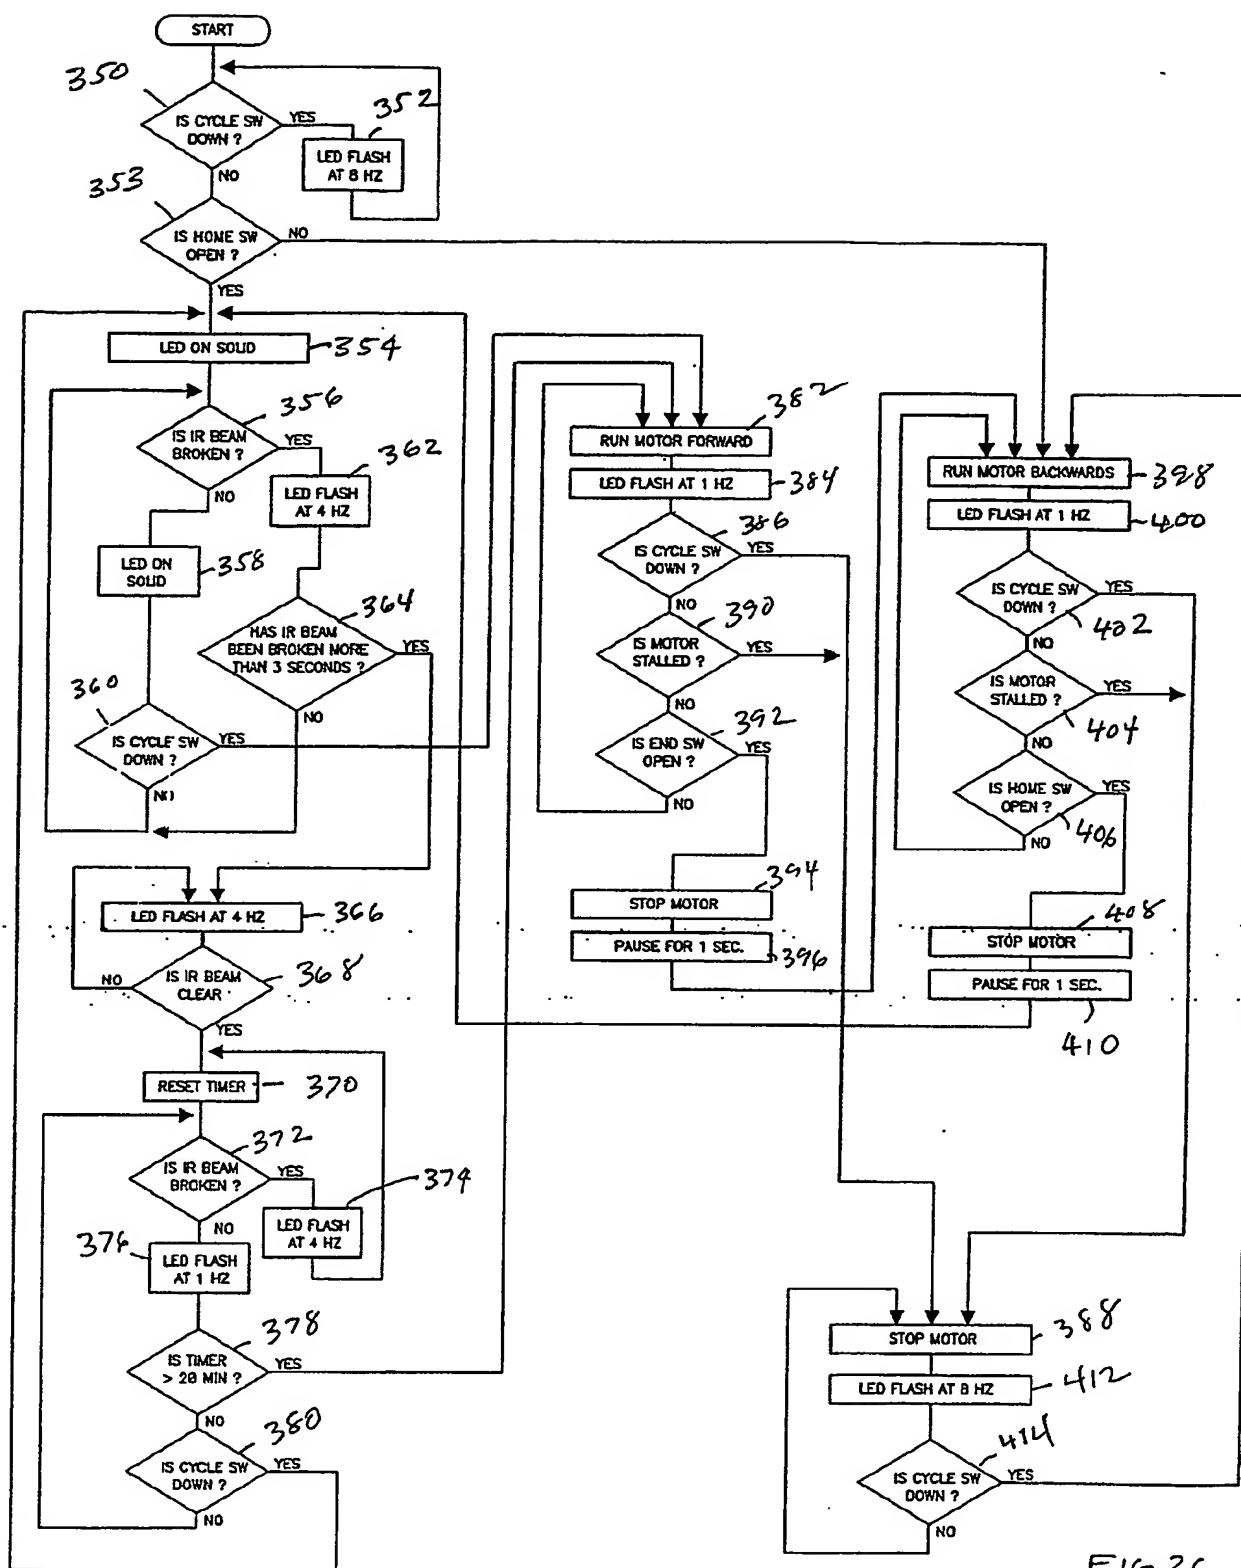 START
350
IS CYCLE SW
DOWN ?
YES
352
LED FLASH
AT 8 HZ
NO
353
IS HOME SW
OPEN ?
NO
YES
LED ON SOLID
354
356
IS IR BEAM
BROKEN ?
YES
362
LED FLASH
AT 4 HZ
NO
LED ON
SOLID
358
364
HAS IR BEAM
BEEN BROKEN MORE
THAN 3 SECONDS ?
YES
NO
360
IS CYCLE SW
DOWN ?
YES
NO
LED FLASH AT 4 HZ
366
IS IR BEAM
CLEAR
368
NO
YES
RESET TIMER
370
372
IS IR BEAM
BROKEN ?
YES
374
LED FLASH
AT 4 HZ
NO
376
LED FLASH
AT 1 HZ
378
IS TIMER
> 20 MIN ?
YES
NO
380
IS CYCLE SW
DOWN ?
YES
NO
382
RUN MOTOR FORWARD
LED FLASH AT 1 HZ
384
386
IS CYCLE SW
DOWN ?
YES
NO
390
IS MOTOR
STALLED ?
YES
NO
392
IS END SW
OPEN ?
YES
NO
394
STOP MOTOR
PAUSE FOR 1 SEC.
396
RUN MOTOR BACKWARDS
398
LED FLASH AT 1 HZ
400
IS CYCLE SW
DOWN ?
YES
402
NO
IS MOTOR
STALLED ?
YES
404
NO
IS HOME SW
OPEN ?
YES
406
NO
408
STOP MOTOR
PAUSE FOR 1 SEC.
410
STOP MOTOR
388
LED FLASH AT 8 HZ
412
414
IS CYCLE SW
DOWN ?
YES
NO
FIG 26